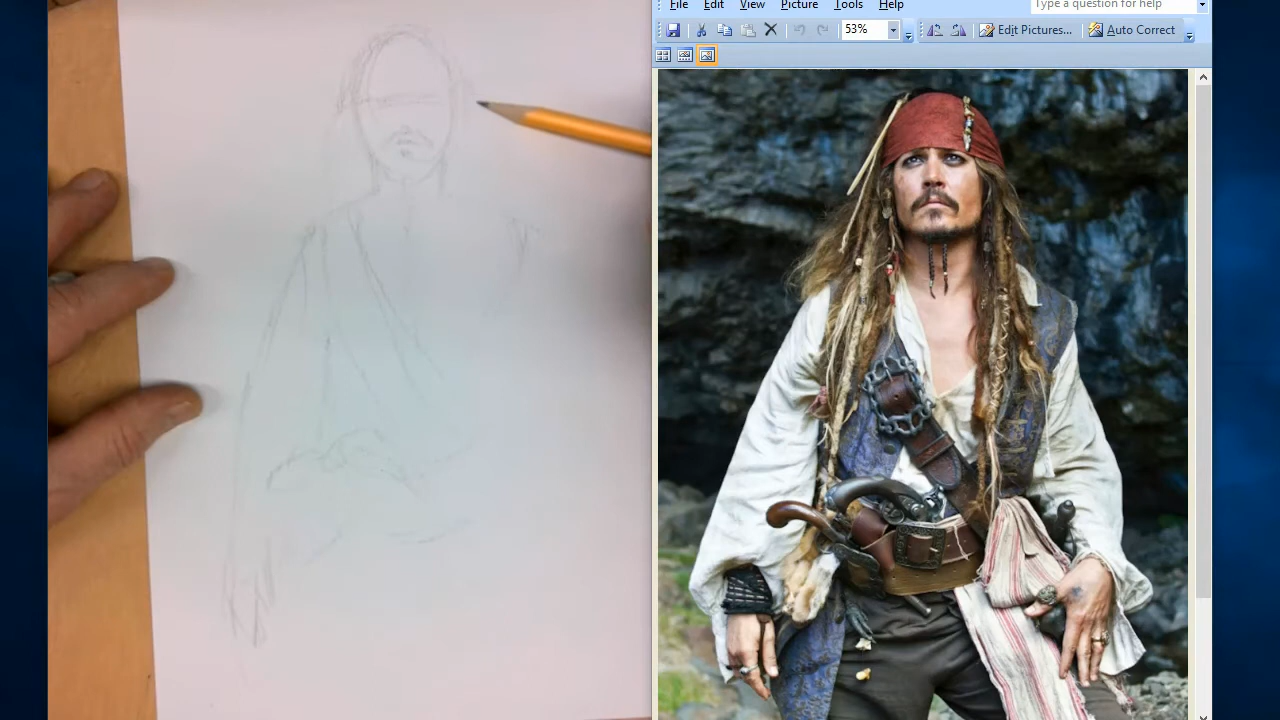 File Edit View Picture Tools Help
Type a question for help
53% Edit Pictures... Auto Correct